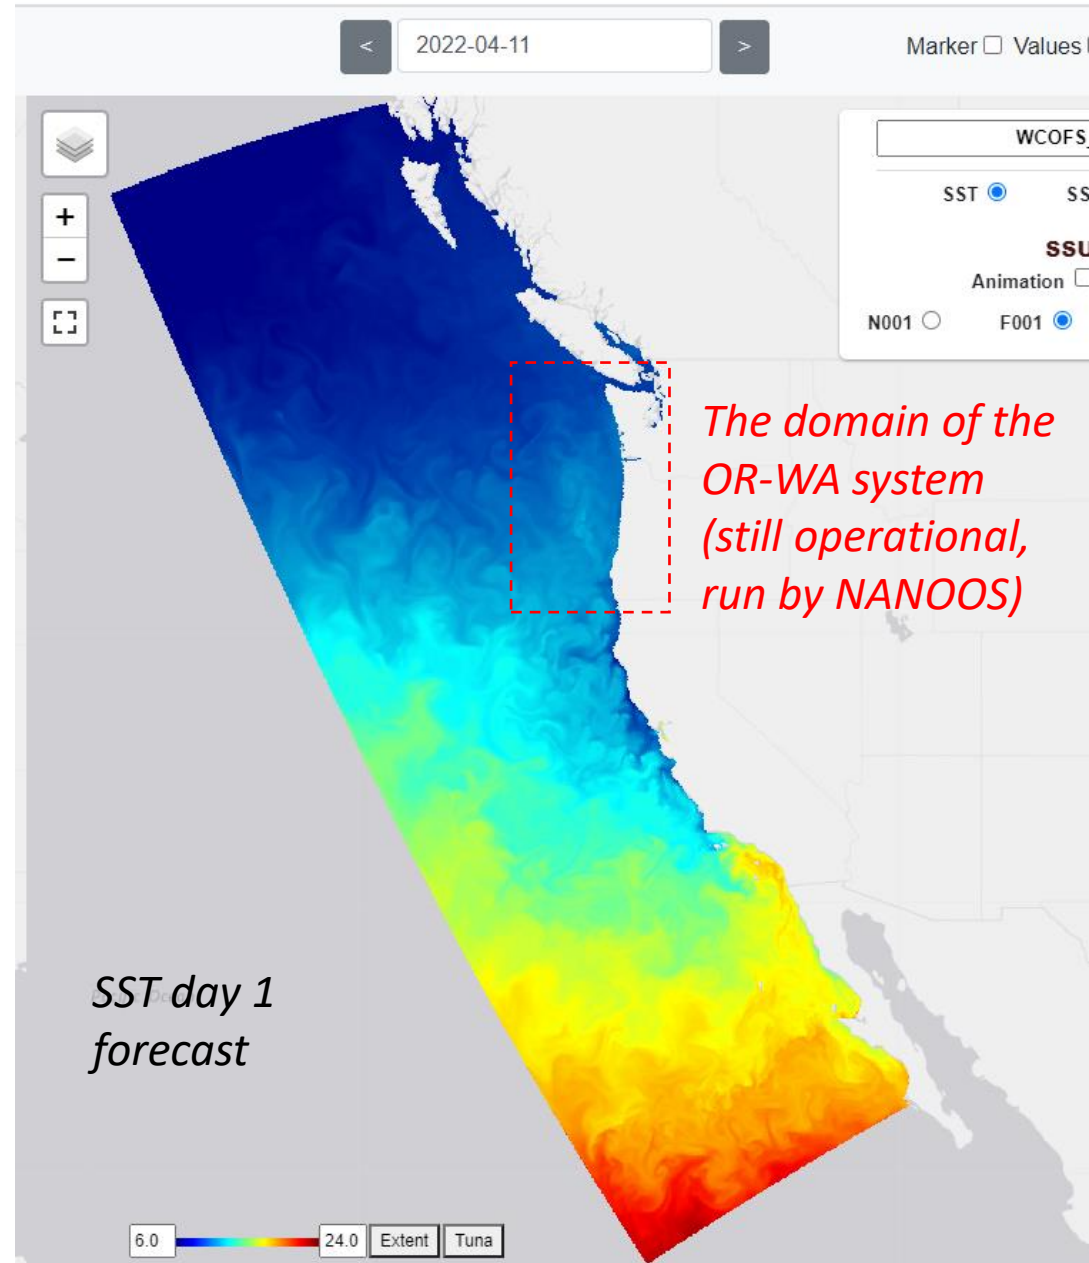 < 2022-04-11 > Marker Values
WCOFS_
SST SS
SSU
Animation
N001 F001
+
−
The domain of the
OR-WA system
(still operational,
run by NANOOS)
SST day 1
forecast
6.0 24.0 Extent Tuna